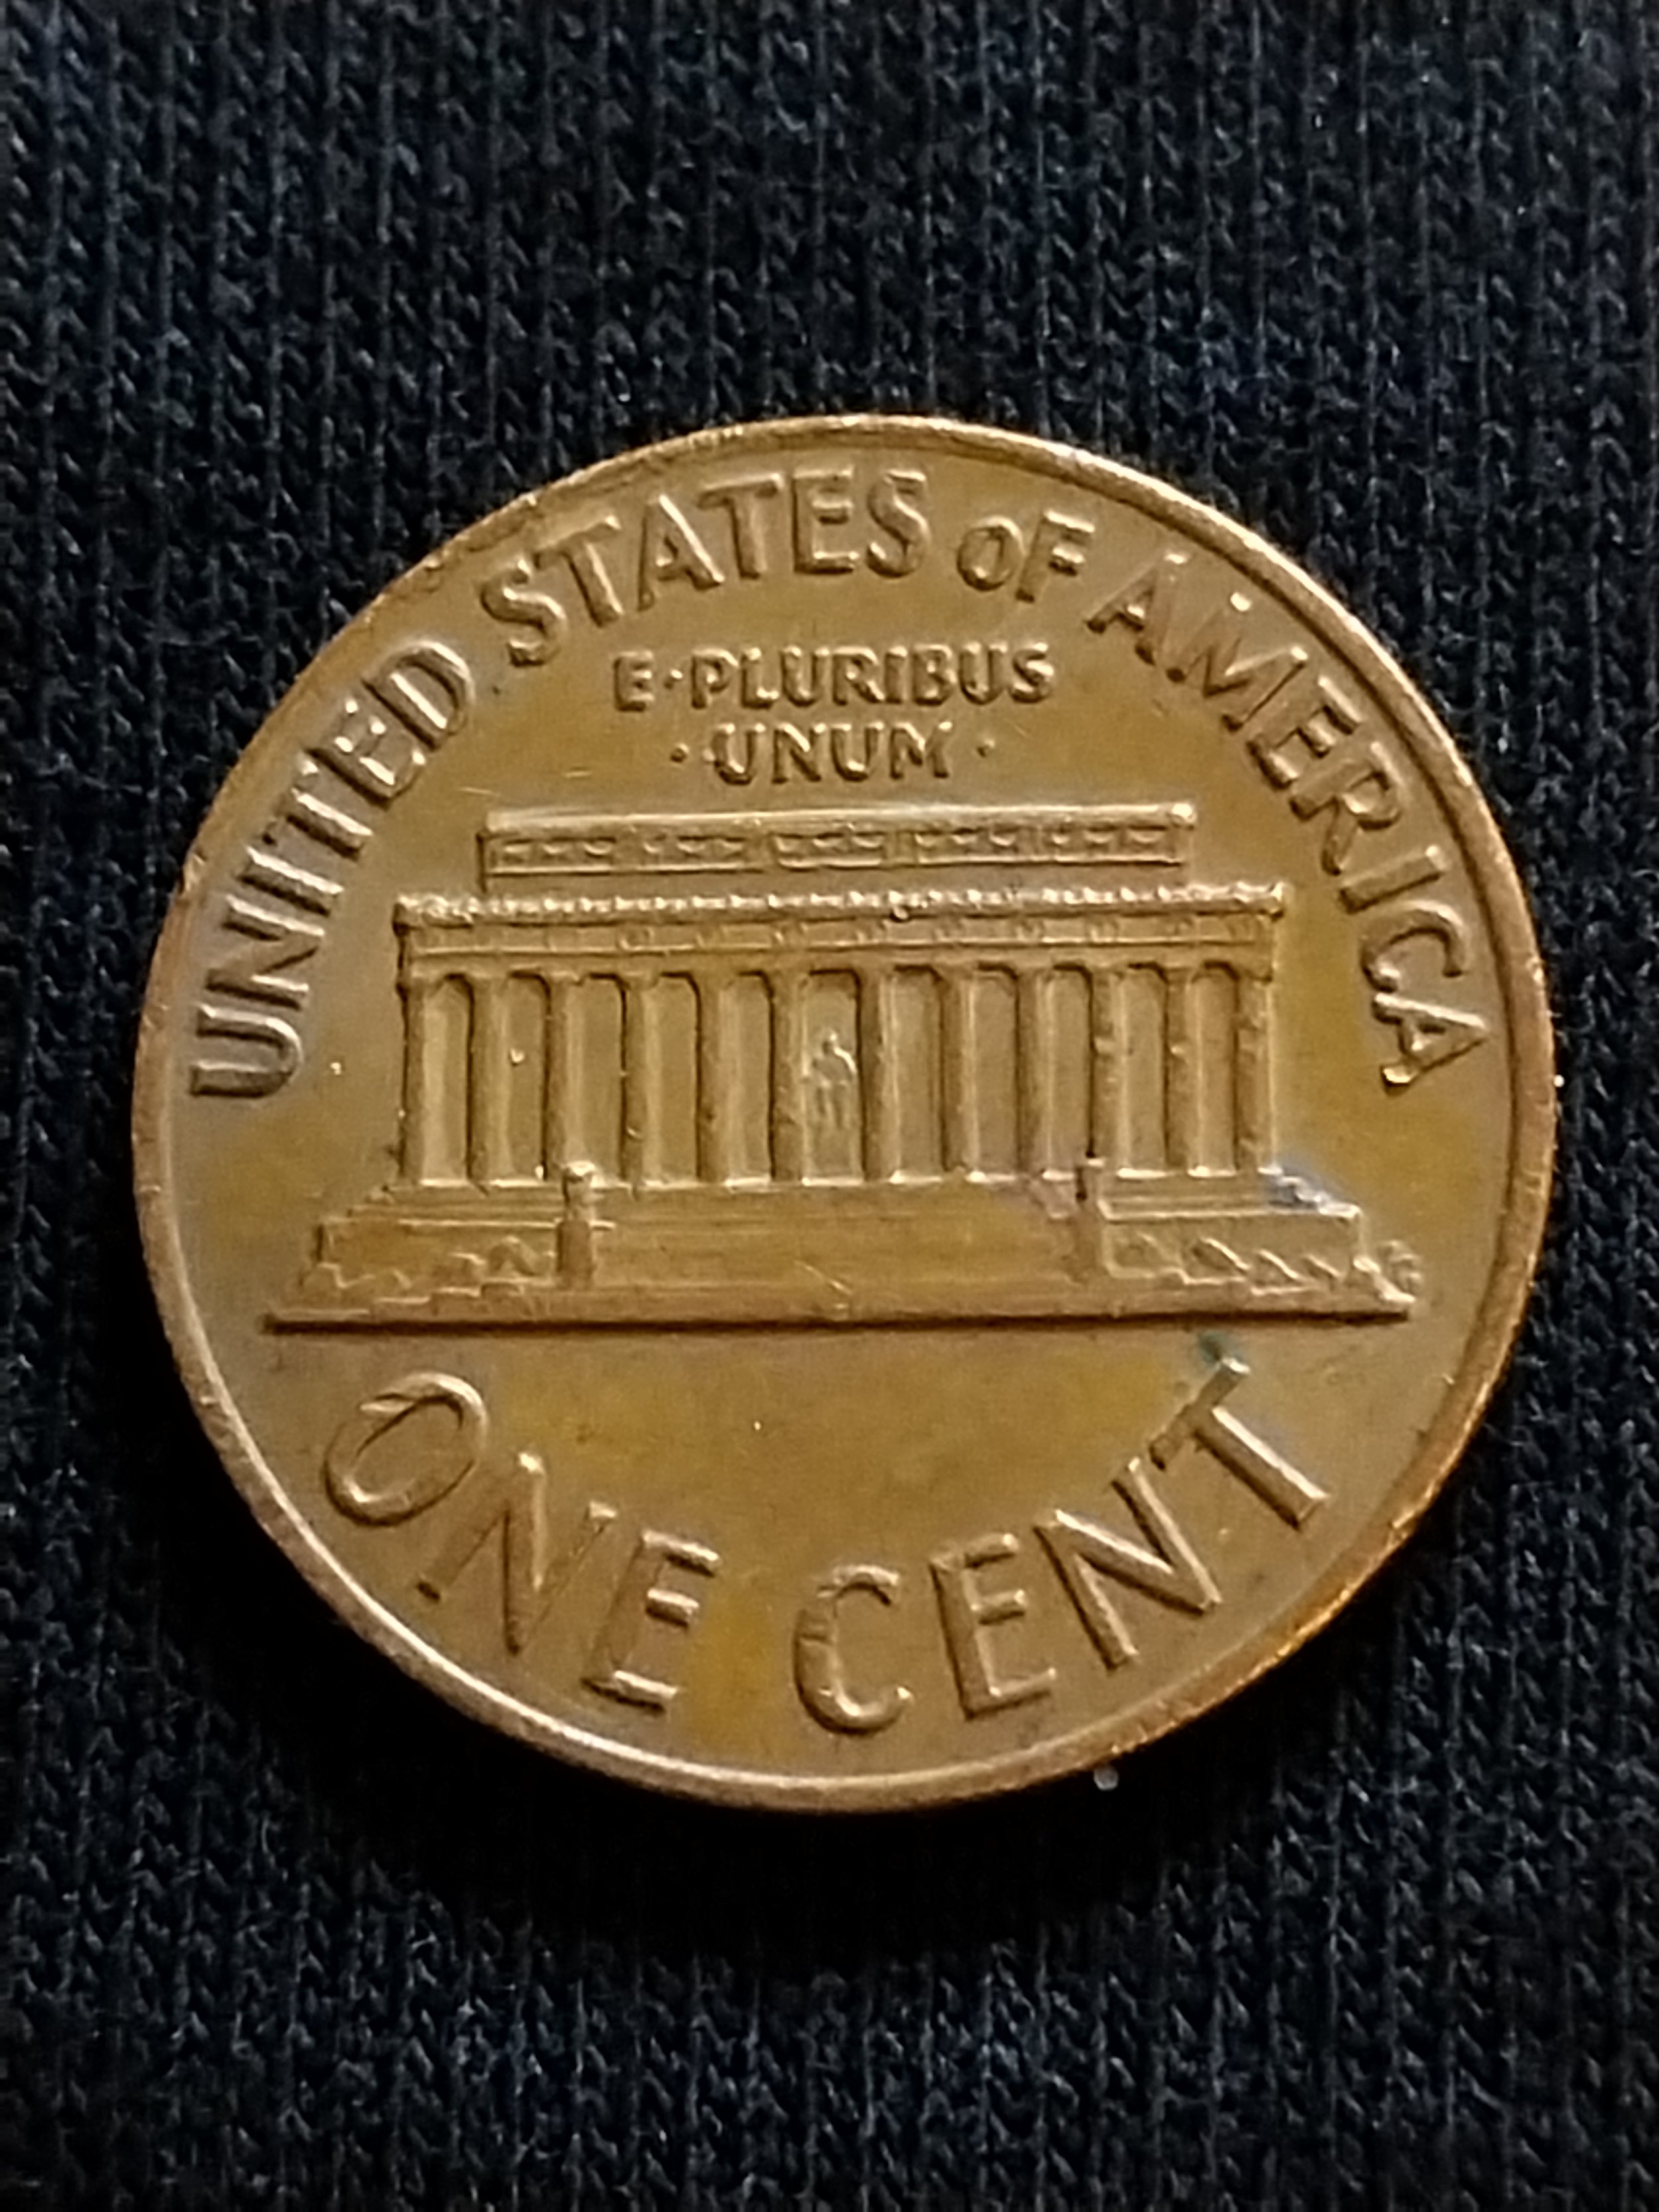 UNITED STATES OF AMERICA
E·PLURIBUS
·UNUM·
ONE CENT